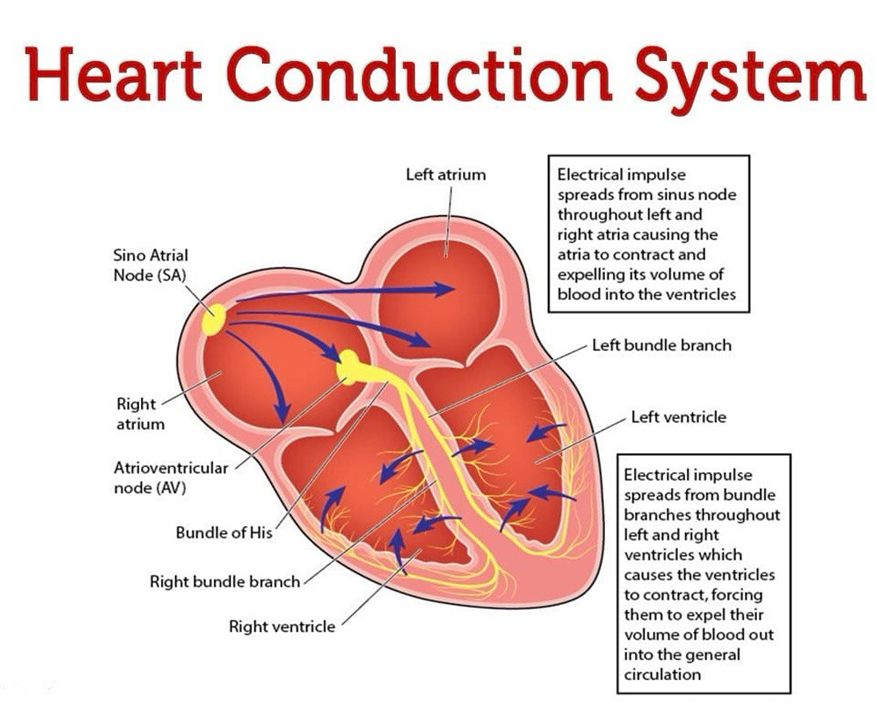 Heart Conduction System
Left atrium
Electrical impulse
spreads from sinus node
throughout left and
right atria causing the
atria to contract and
expelling its volume of
blood into the ventricles
Sino Atrial
Node (SA)
Left bundle branch
Right
atrium
Left ventricle
Atrioventricular
node (AV)
Electrical impulse
spreads from bundle
branches throughout
left and right
ventricles which
causes the ventricles
to contract, forcing
them to expel their
volume of blood out
into the general
circulation
Bundle of His
Right bundle branch
Right ventricle